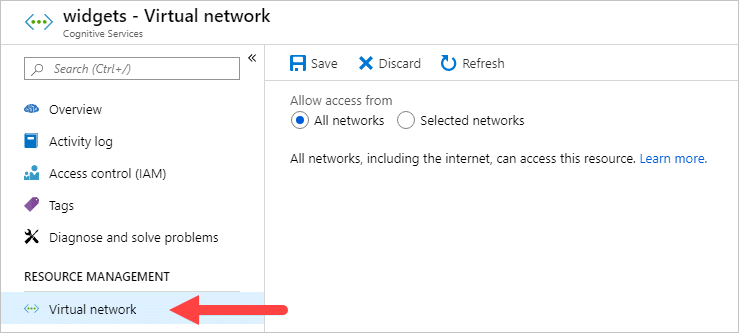 widgets - Virtual network
Cognitive Services
Search (Ctrl+/)
«
Overview
Activity log
Access control (IAM)
Tags
Diagnose and solve problems
RESOURCE MANAGEMENT
Virtual network
Save Discard Refresh
Allow access from
All networks Selected networks
All networks, including the internet, can access this resource. Learn more.